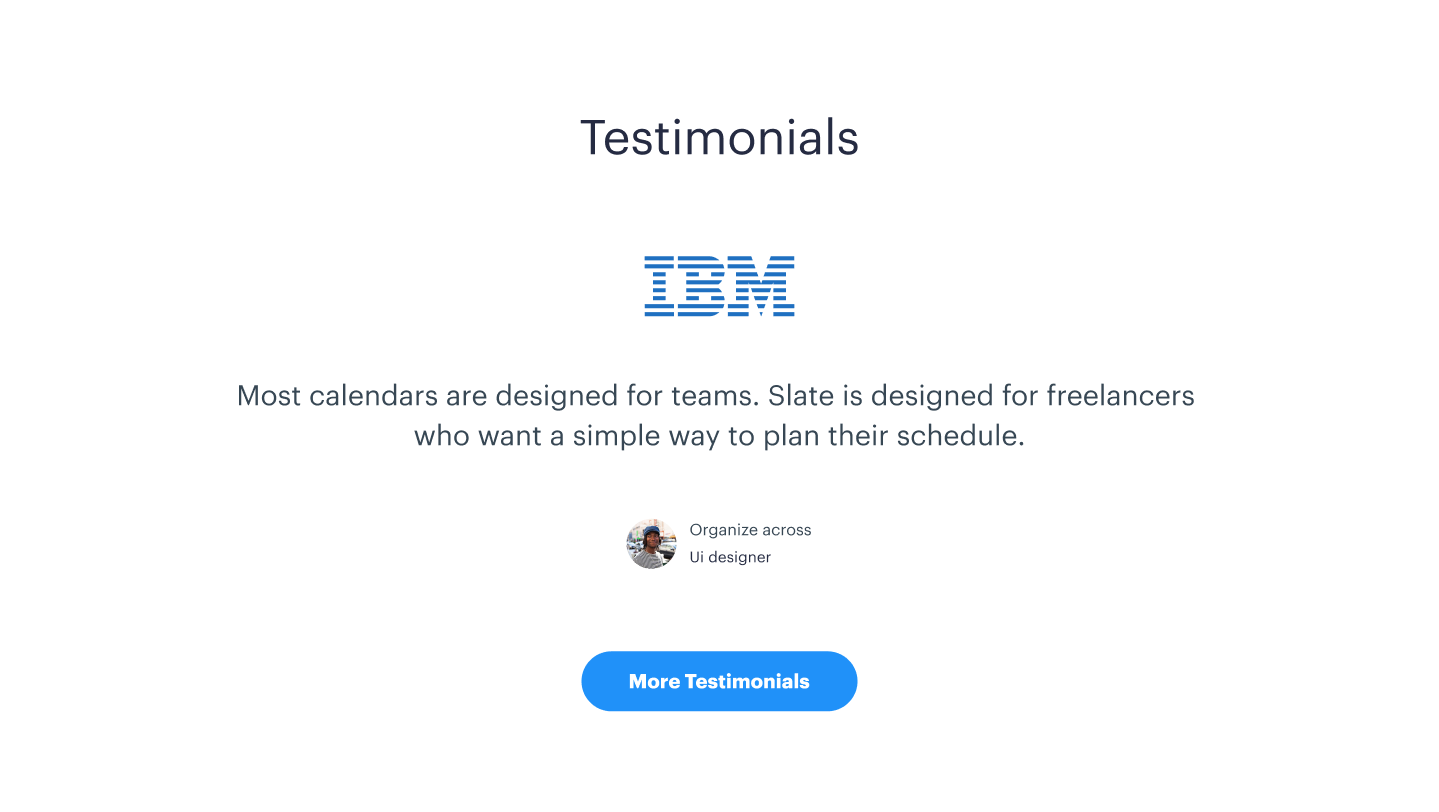 Testimonials
IBM
Most calendars are designed for teams. Slate is designed for freelancers
who want a simple way to plan their schedule.
Organize across
Ui designer
More Testimonials